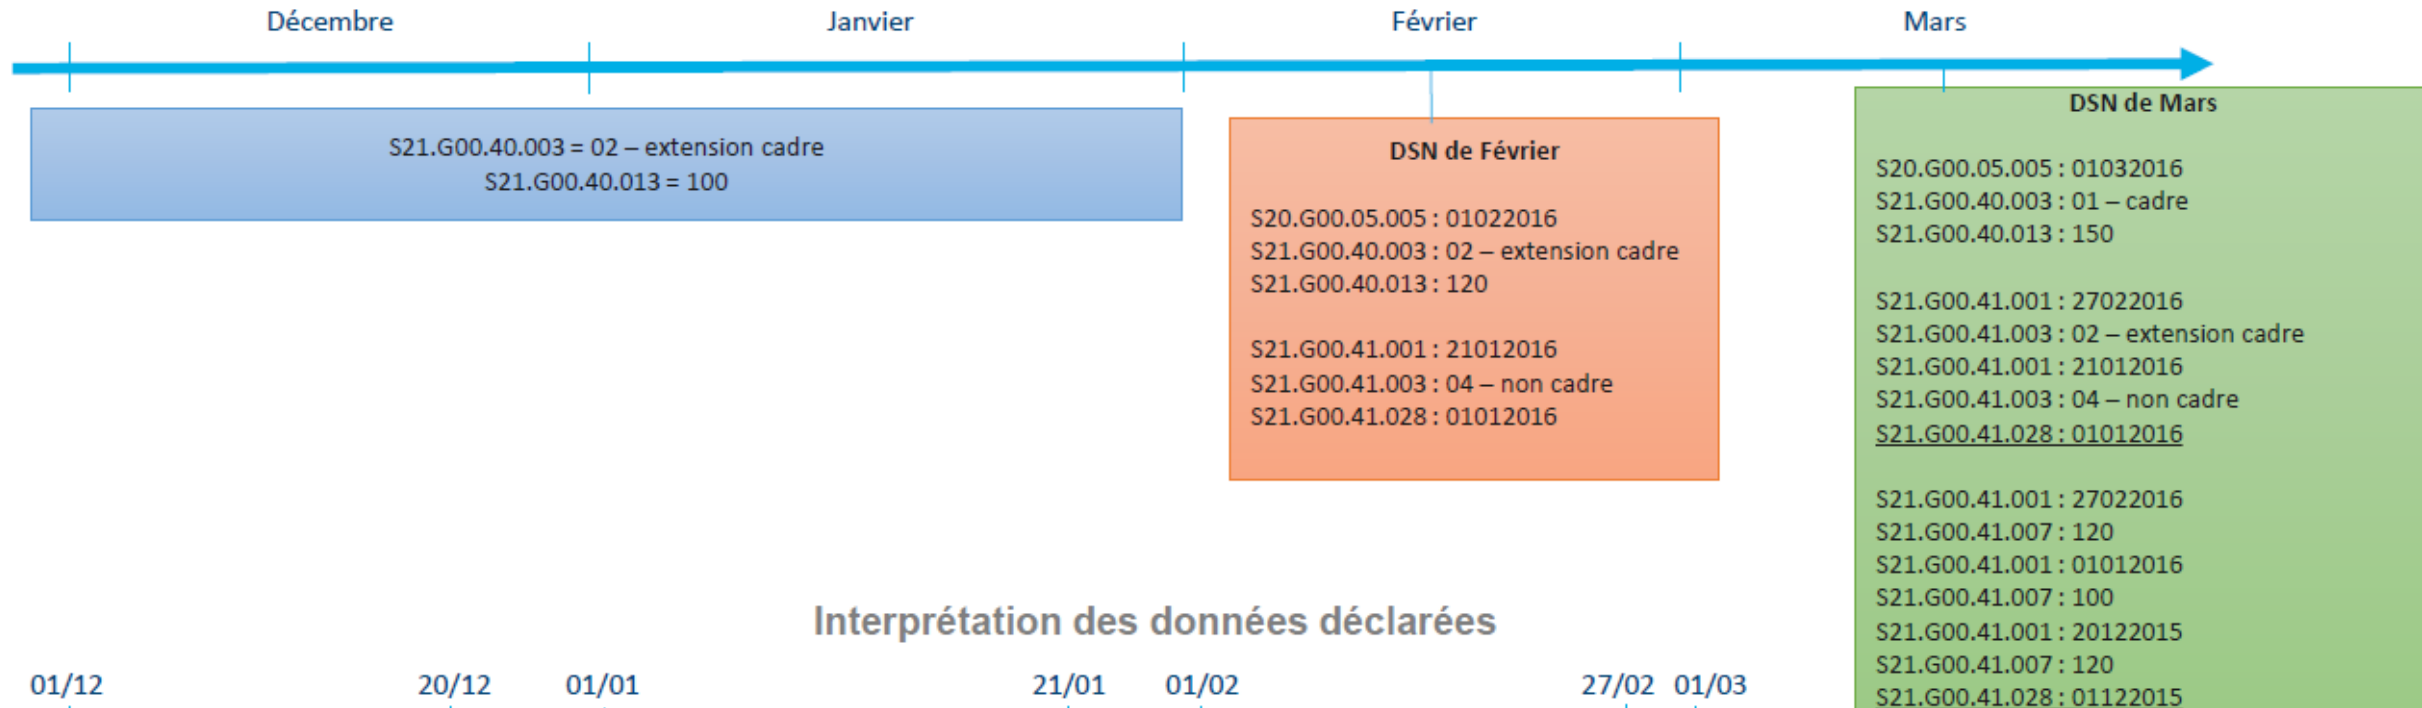 Décembre
Janvier
Février
Mars
S21.G00.40.003 = 02 – extension cadre
S21.G00.40.013 = 100
DSN de Février
S20.G00.05.005 : 01022016
S21.G00.40.003 : 02 – extension cadre
S21.G00.40.013 : 120
S21.G00.41.001 : 21012016
S21.G00.41.003 : 04 – non cadre
S21.G00.41.028 : 01012016
DSN de Mars
S20.G00.05.005 : 01032016
S21.G00.40.003 : 01 – cadre
S21.G00.40.013 : 150
S21.G00.41.001 : 27022016
S21.G00.41.003 : 02 – extension cadre
S21.G00.41.001 : 21012016
S21.G00.41.003 : 04 – non cadre
S21.G00.41.028 : 01012016
S21.G00.41.001 : 27022016
S21.G00.41.007 : 120
S21.G00.41.001 : 01012016
S21.G00.41.007 : 100
S21.G00.41.001 : 20122015
S21.G00.41.007 : 120
S21.G00.41.028 : 01122015
Interprétation des données déclarées
01/12
20/12
01/01
21/01
01/02
27/02
01/03